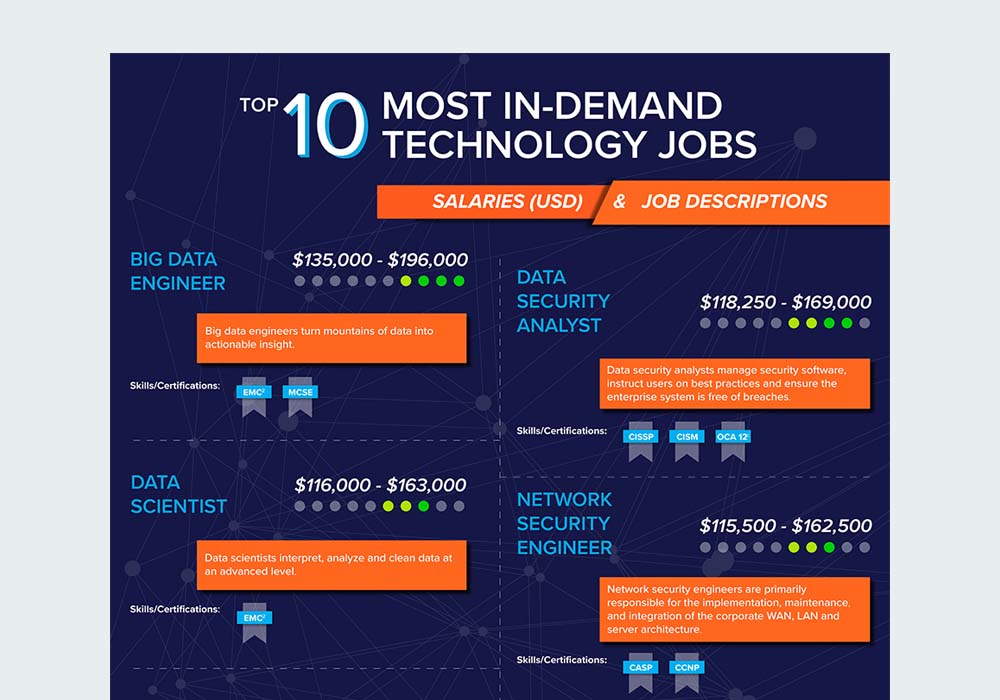 TOP 10 MOST IN-DEMAND
TECHNOLOGY JOBS
SALARIES (USD) & JOB DESCRIPTIONS
BIG DATA
ENGINEER
$135,000 - $196,000
Big data engineers turn mountains of data into
actionable insight.
Skills/Certifications:
EMC² MCSE
DATA
SCIENTIST
$116,000 - $163,000
Data scientists interpret, analyze and clean data at
an advanced level.
Skills/Certifications:
EMC²
DATA
SECURITY
ANALYST
$118,250 - $169,000
Data security analysts manage security software,
instruct users on best practices and ensure the
enterprise system is free of breaches.
Skills/Certifications:
CISSP CISM OCA 12
NETWORK
SECURITY
ENGINEER
$115,500 - $162,500
Network security engineers are primarily
responsible for the implementation, maintenance,
and integration of the corporate WAN, LAN and
server architecture.
Skills/Certifications:
CASP CCNP